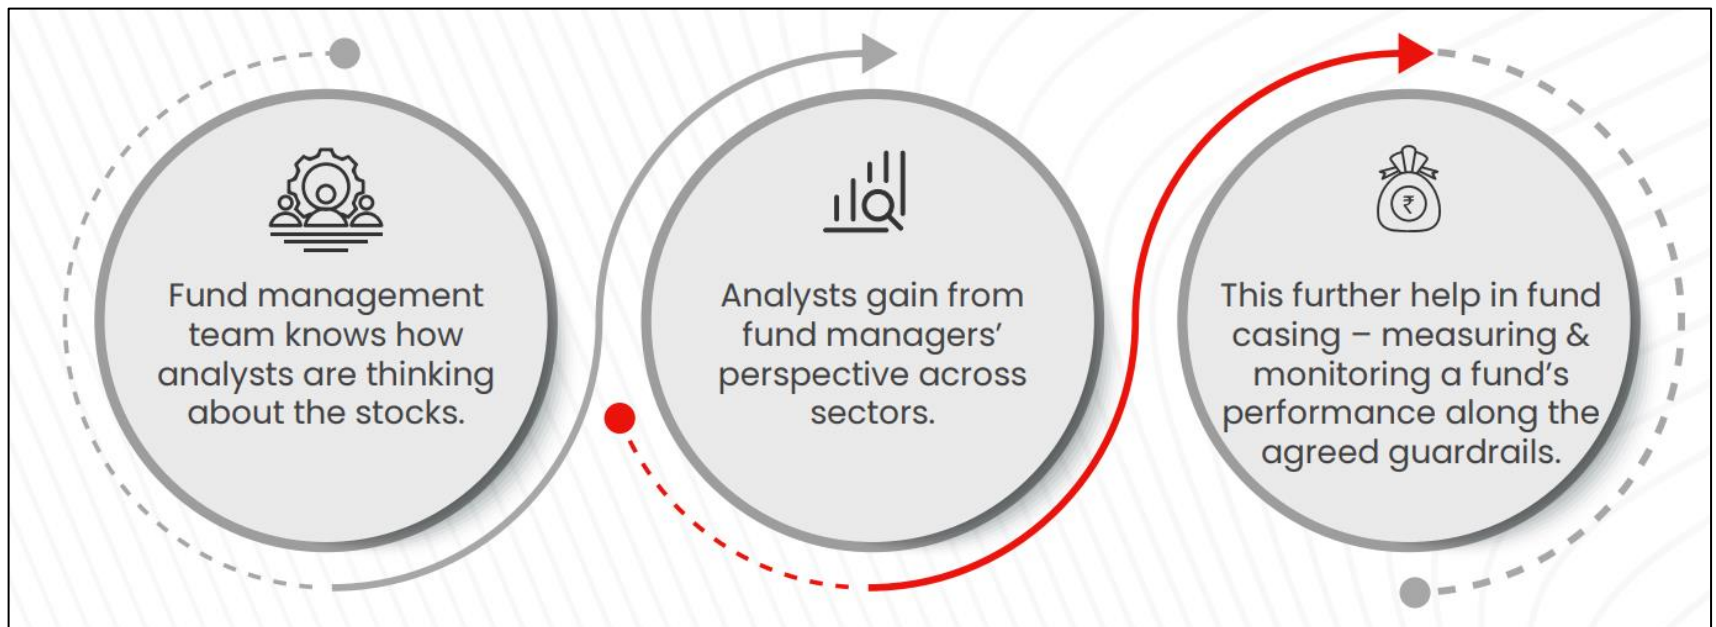 Fund management
team knows how
analysts are thinking
about the stocks.
Analysts gain from
fund managers’
perspective across
sectors.
₹
This further help in fund
casing – measuring &
monitoring a fund’s
performance along the
agreed guardrails.